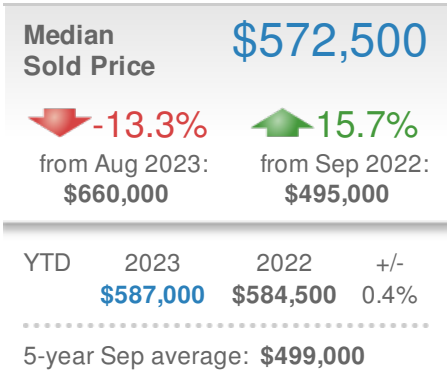 Median $572,500
Sold Price
-13.3% 15.7%
from Aug 2023: from Sep 2022:
$660,000 $495,000
YTD 2023 2022 +/-
$587,000 $584,500 0.4%
5-year Sep average: $499,000